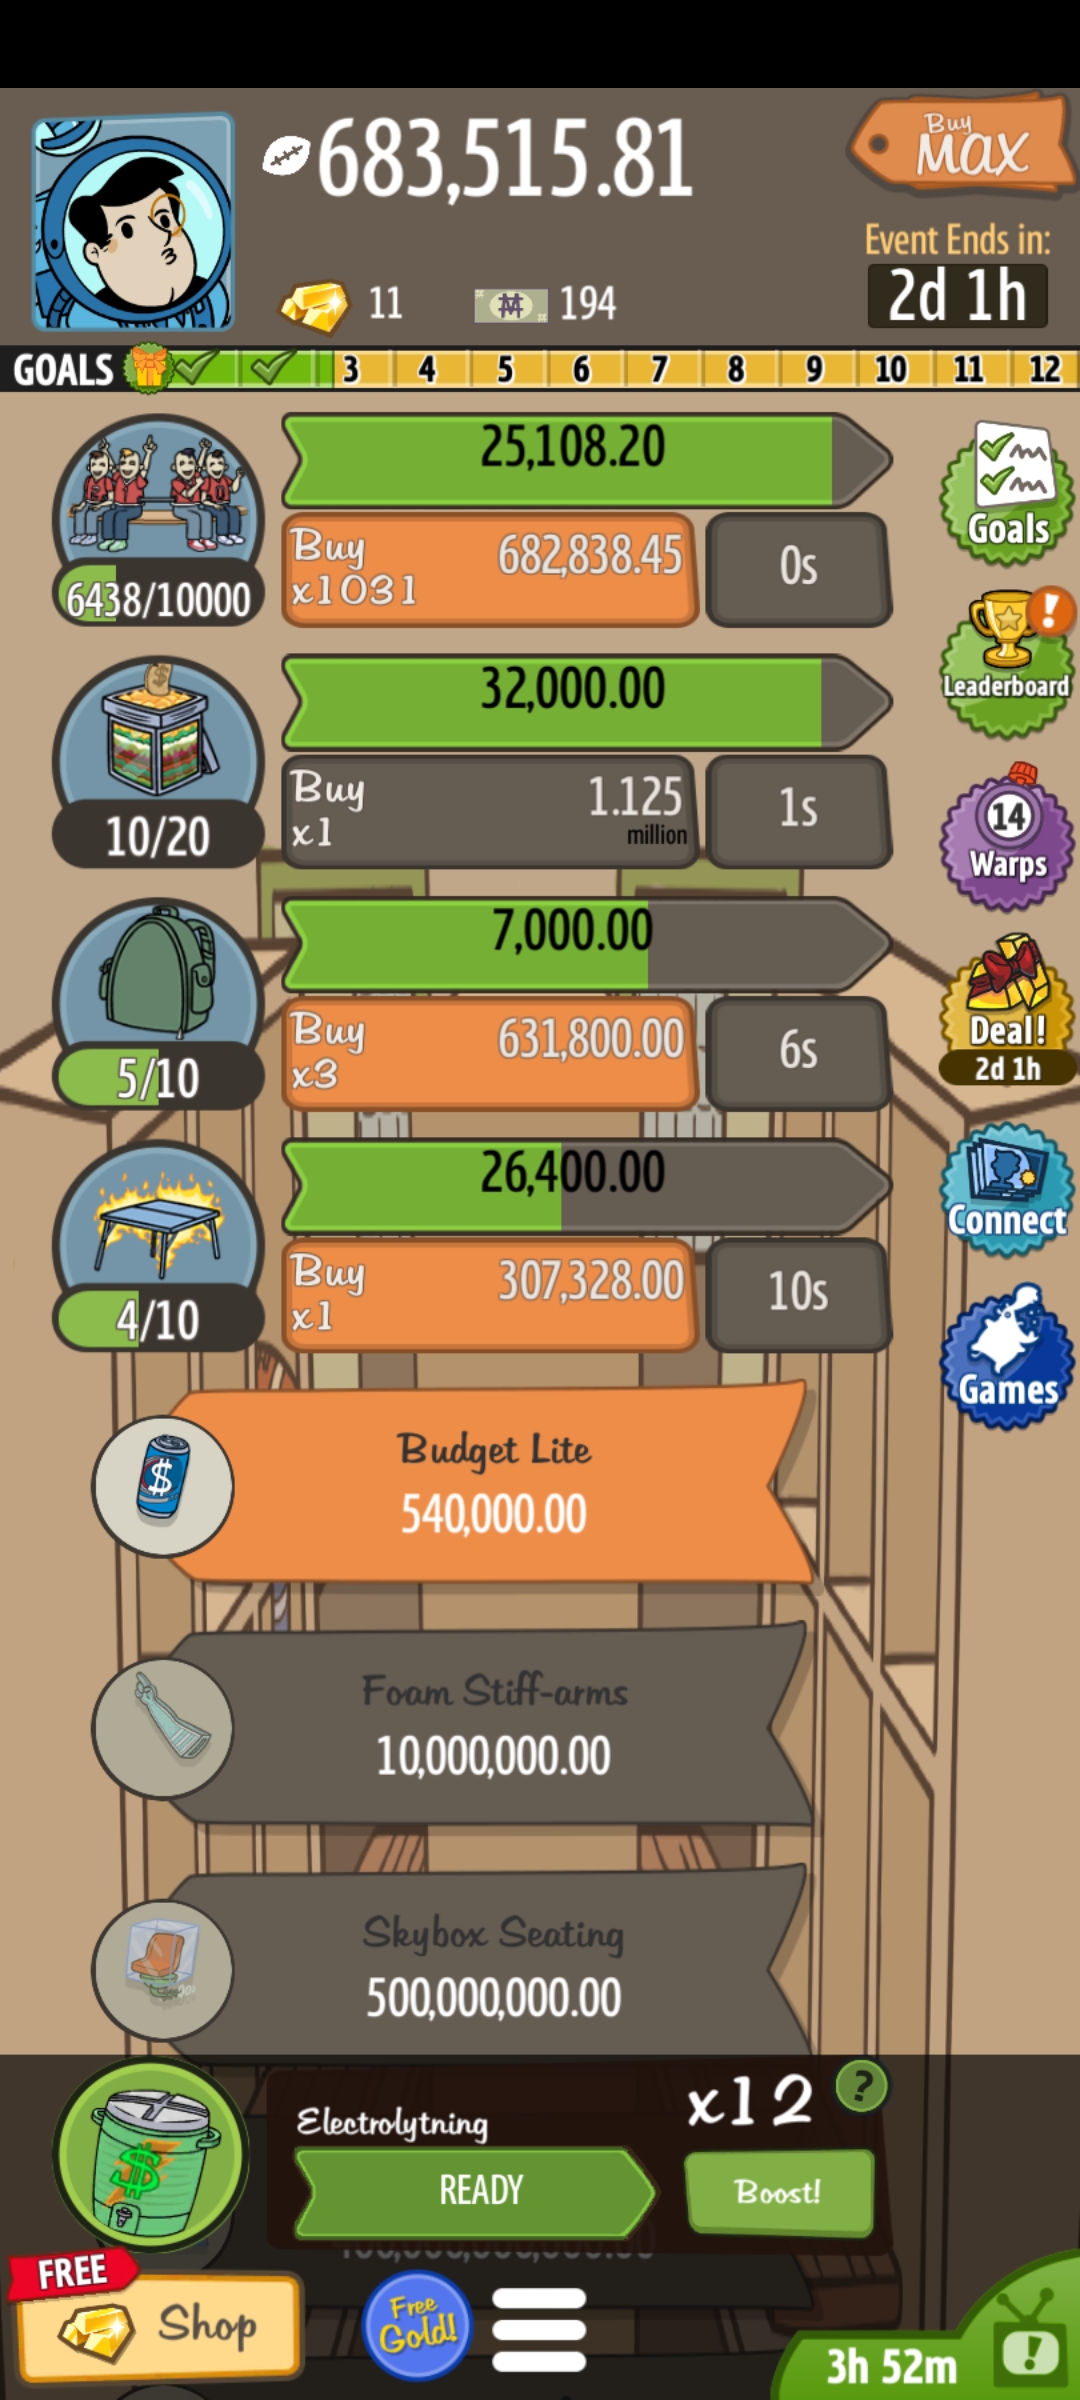 683,515.81
Buy
MAX
Event Ends in:
2d 1h
11
194
GOALS 3 4 5 6 7 8 9 10 11 12
25,108.20
Buy
x1031
682,838.45
0s
6438/10000
Goals
32,000.00
Leaderboard
Buy
x1
1.125
million
1s
10/20
14
Warps
7,000.00
Buy
x3
631,800.00
6s
5/10
Deal!
2d 1h
26,400.00
Buy
x1
307,328.00
10s
4/10
Connect
Games
Budget Lite
540,000.00
Foam Stiff-arms
10,000,000.00
Skybox Seating
500,000,000.00
Electrolytning
x12
?
READY
Boost!
FREE
Shop
Free
Gold!
3h 52m